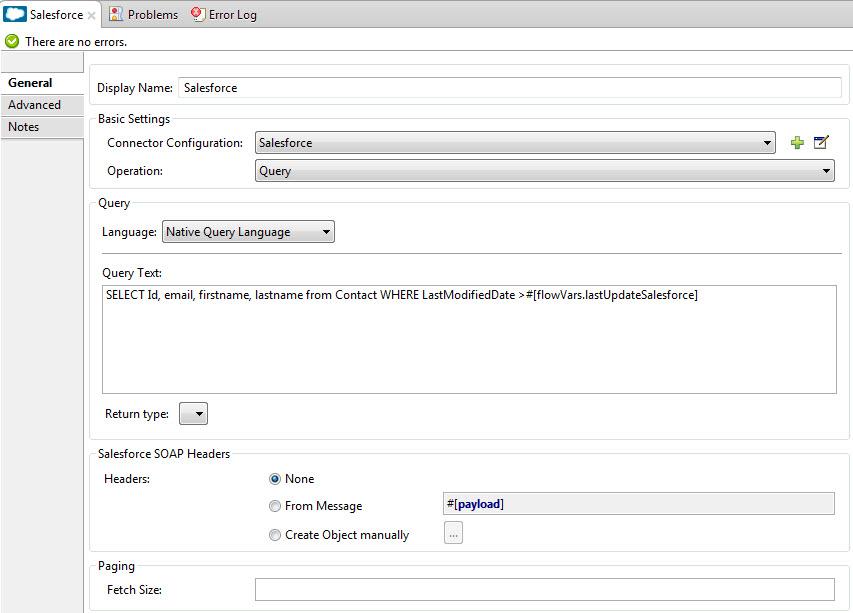 Salesforce Problems Error Log
There are no errors.
General
Advanced
Notes
Display Name: Salesforce
Basic Settings
Connector Configuration: Salesforce
Operation: Query
Query
Language: Native Query Language
Query Text:
SELECT Id, email, firstname, lastname from Contact WHERE LastModifiedDate >#[flowVars.lastUpdateSalesforce]
Return type:
Salesforce SOAP Headers
Headers: None
From Message #[payload]
Create Object manually ...
Paging
Fetch Size: